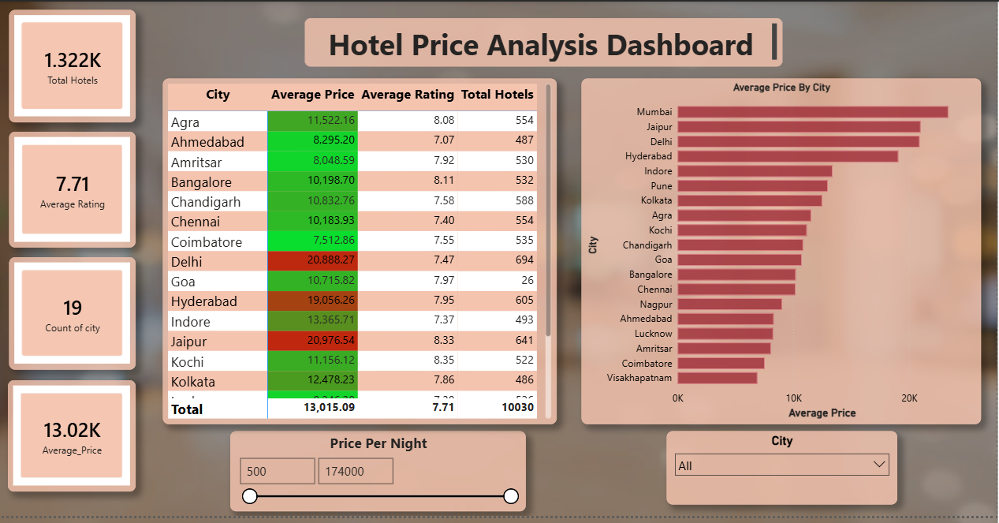 Hotel Price Analysis Dashboard
1.322K
Total Hotels
7.71
Average Rating
19
Count of city
13.02K
Average_Price
City Average Price Average Rating Total Hotels
Agra 11,522.16 8.08 554
Ahmedabad 8,295.20 7.07 487
Amritsar 8,048.59 7.92 530
Bangalore 10,198.70 8.11 532
Chandigarh 10,832.76 7.58 588
Chennai 10,183.93 7.40 554
Coimbatore 7,512.86 7.55 535
Delhi 20,888.27 7.47 694
Goa 10,715.82 7.97 26
Hyderabad 19,056.26 7.95 605
Indore 13,365.71 7.37 493
Jaipur 20,976.54 8.33 641
Kochi 11,156.12 8.35 522
Kolkata 12,478.23 7.86 486
Total 13,015.09 7.71 10030
Average Price By City
City
Mumbai
Jaipur
Delhi
Hyderabad
Indore
Pune
Kolkata
Agra
Kochi
Chandigarh
Goa
Bangalore
Chennai
Nagpur
Ahmedabad
Lucknow
Amritsar
Coimbatore
Visakhapatnam
0K 10K 20K
Average Price
Price Per Night
500 174000
City
All